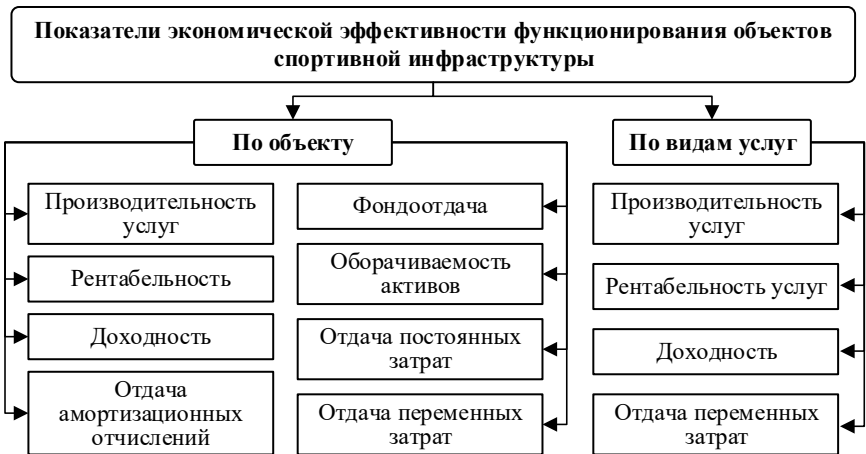 Показатели экономической эффективности функционирования объектов
спортивной инфраструктуры
По объекту
По видам услуг
Производительность
услуг
Рентабельность
Доходность
Отдача
амортизационных
отчислений
Фондоотдача
Оборачиваемость
активов
Отдача постоянных
затрат
Отдача переменных
затрат
Производительность
услуг
Рентабельность услуг
Доходность
Отдача переменных
затрат